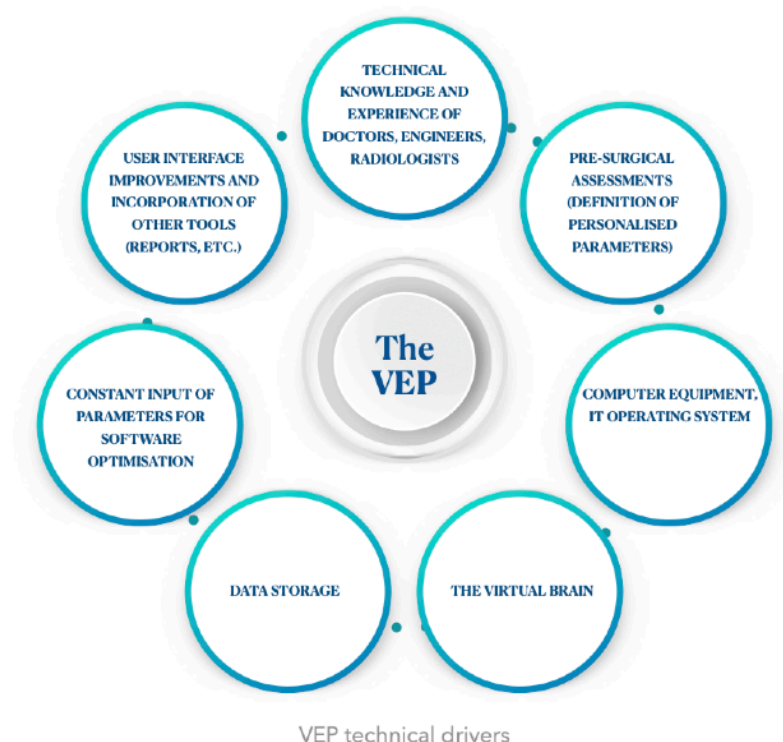 TECHNICAL
KNOWLEDGE AND
EXPERIENCE OF
DOCTORS, ENGINEERS,
RADIOLOGISTS
PRE-SURGICAL
ASSESSMENTS
(DEFINITION OF
PERSONALISED
PARAMETERS)
COMPUTER EQUIPMENT,
IT OPERATING SYSTEM
THE VIRTUAL BRAIN
DATA STORAGE
CONSTANT INPUT OF
PARAMETERS FOR
SOFTWARE
OPTIMISATION
USER INTERFACE
IMPROVEMENTS AND
INCORPORATION OF
OTHER TOOLS
(REPORTS, ETC.)
The
VEP
VEP technical drivers